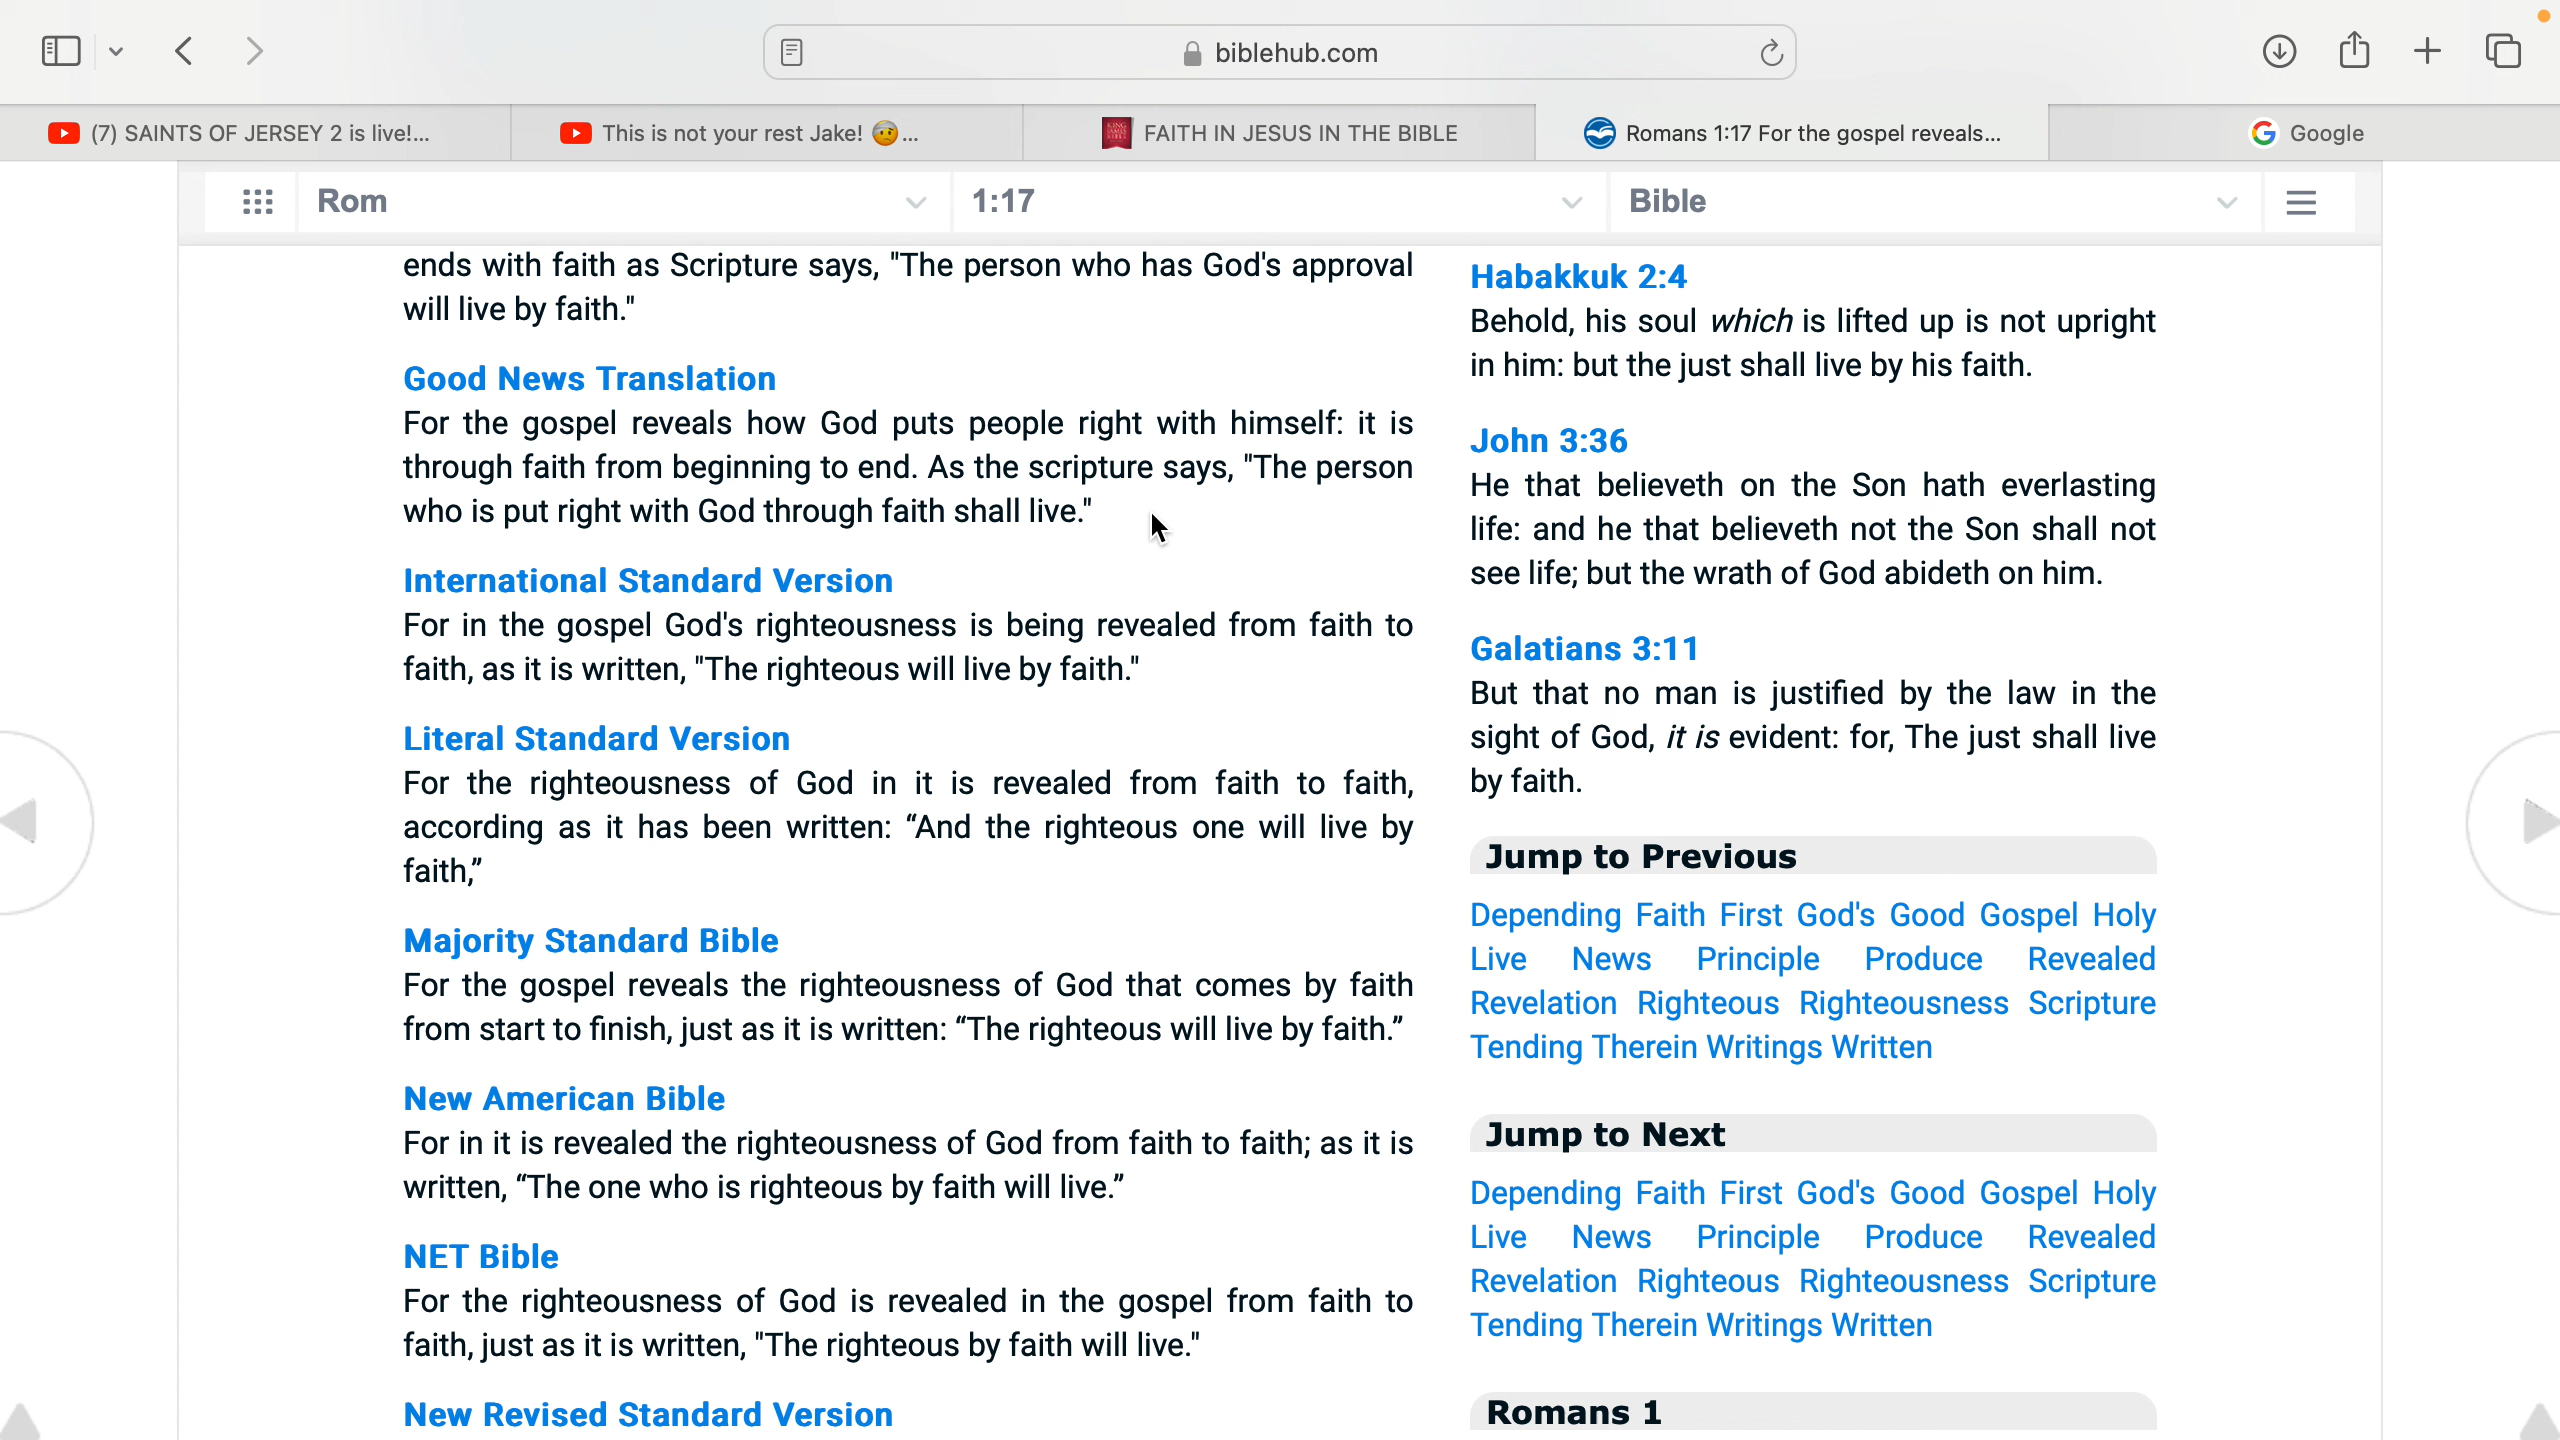 biblehub.com
(7) SAINTS OF JERSEY 2 is live!...
This is not your rest Jake! 🤕...
FAITH IN JESUS IN THE BIBLE
Romans 1:17 For the gospel reveals...
Google
Rom
1:17
Bible
ends with faith as Scripture says, "The person who has God's approval
will live by faith."
Good News Translation
For the gospel reveals how God puts people right with himself: it is
through faith from beginning to end. As the scripture says, "The person
who is put right with God through faith shall live."
International Standard Version
For in the gospel God's righteousness is being revealed from faith to
faith, as it is written, "The righteous will live by faith."
Literal Standard Version
For the righteousness of God in it is revealed from faith to faith,
according as it has been written: “And the righteous one will live by
faith,”
Majority Standard Bible
For the gospel reveals the righteousness of God that comes by faith
from start to finish, just as it is written: “The righteous will live by faith.”
New American Bible
For in it is revealed the righteousness of God from faith to faith; as it is
written, “The one who is righteous by faith will live.”
NET Bible
For the righteousness of God is revealed in the gospel from faith to
faith, just as it is written, "The righteous by faith will live."
New Revised Standard Version
Habakkuk 2:4
Behold, his soul which is lifted up is not upright
in him: but the just shall live by his faith.
John 3:36
He that believeth on the Son hath everlasting
life: and he that believeth not the Son shall not
see life; but the wrath of God abideth on him.
Galatians 3:11
But that no man is justified by the law in the
sight of God, it is evident: for, The just shall live
by faith.
Jump to Previous
Depending Faith First God's Good Gospel Holy
Live News Principle Produce Revealed
Revelation Righteous Righteousness Scripture
Tending Therein Writings Written
Jump to Next
Depending Faith First God's Good Gospel Holy
Live News Principle Produce Revealed
Revelation Righteous Righteousness Scripture
Tending Therein Writings Written
Romans 1